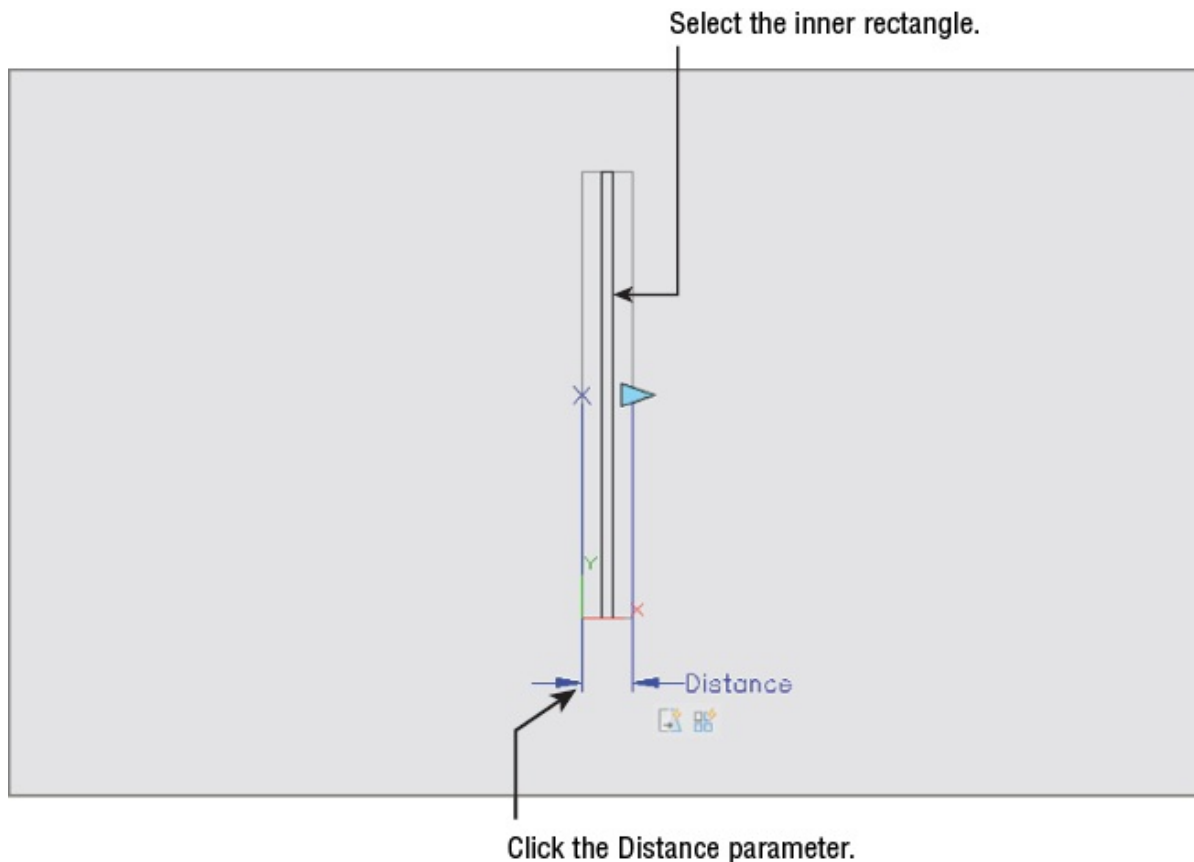 Select the inner rectangle.
Y
X
Distance
Click the Distance parameter.